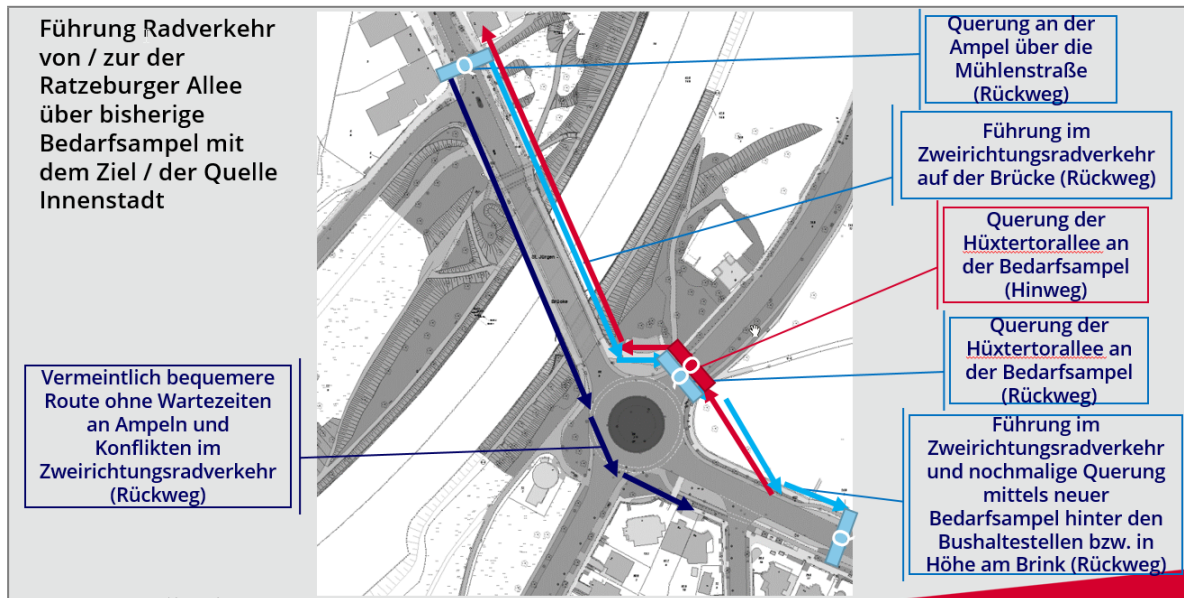 Führung Radverkehr
von / zur der
Ratzeburger Allee
über bisherige
Bedarfsampel mit
dem Ziel / der Quelle
Innenstadt
Querung an der
Ampel über die
Mühlenstraße
(Rückweg)
Führung im
Zweirichtungsradverkehr
auf der Brücke (Rückweg)
Querung der
Hüxtertorallee an
der Bedarfsampel
(Hinweg)
Querung der
Hüxtertorallee an
der Bedarfsampel
(Rückweg)
Führung im
Zweirichtungsradverkehr
und nochmalige Querung
mittels neuer
Bedarfsampel hinter den
Bushaltestellen bzw. in
Höhe am Brink (Rückweg)
Vermeintlich bequemere
Route ohne Wartezeiten
an Ampeln und
Konflikten im
Zweirichtungsradverkehr
(Rückweg)
Q
Q
Q
Q